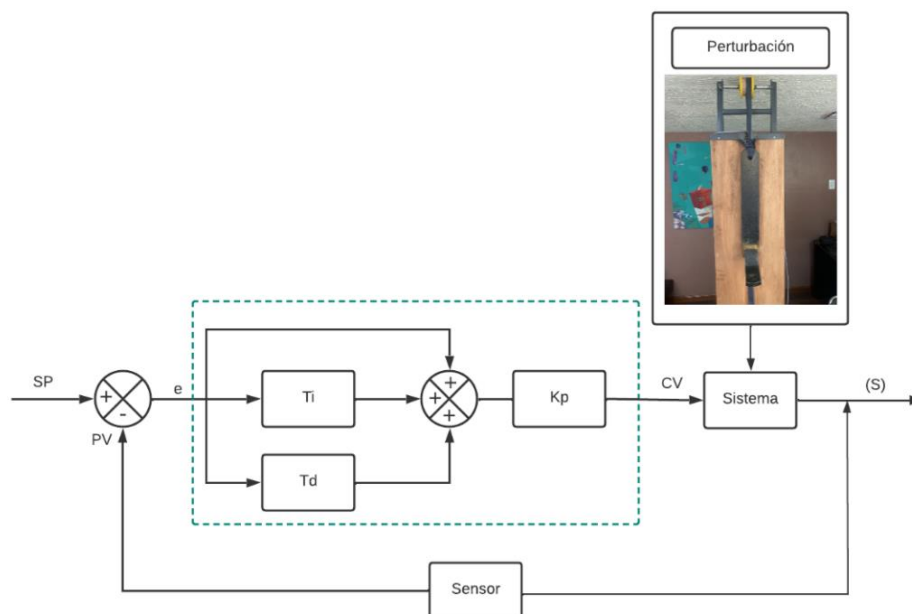 Perturbación
SP
+
-
PV
e
Ti
Td
+
+
+
Kp
CV
Sistema
(S)
Sensor